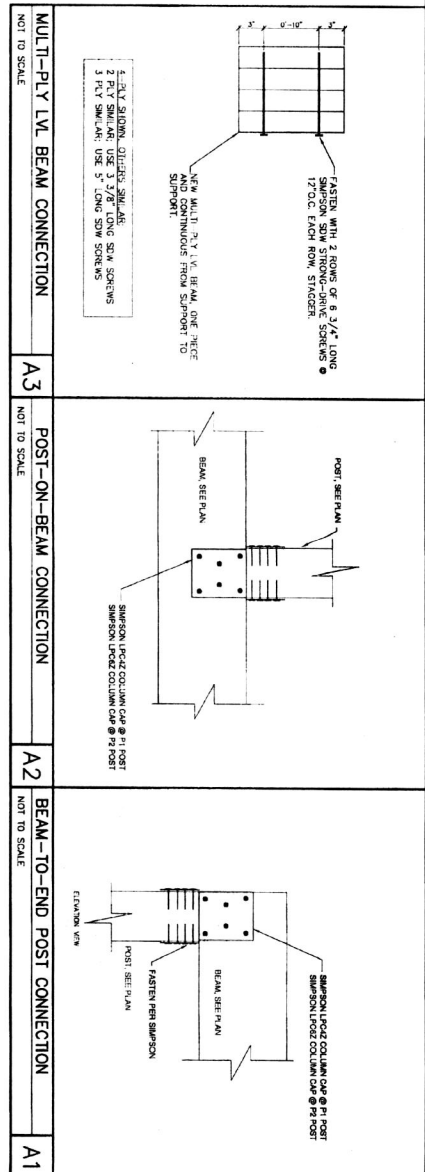 3"
0'-10"
3"
FASTEN WITH 2 ROWS OF 6 3/4" LONG
SIMPSON SDW STRONG-DRIVE SCREWS @
12"O.C. EACH ROW, STAGGER.
NEW MULTI PLY LVL BEAM, ONE PIECE
AND CONTINUOUS FROM SUPPORT TO
SUPPORT.
4-PLY SHOWN, OTHERS SIMILAR:
2 PLY SIMILAR: USE 3 3/8" LONG SDW SCREWS
3 PLY SIMILAR: USE 5" LONG SDW SCREWS
MULTI-PLY LVL BEAM CONNECTION
NOT TO SCALE
A3
POST, SEE PLAN
BEAM, SEE PLAN
SIMPSON LPC4Z COLUMN CAP @ P1 POST
SIMPSON LPC6Z COLUMN CAP @ P2 POST
POST-ON-BEAM CONNECTION
NOT TO SCALE
A2
SIMPSON LPC4Z COLUMN CAP @ P1 POST
SIMPSON LPC6Z COLUMN CAP @ P2 POST
BEAM, SEE PLAN
FASTEN PER SIMPSON
POST, SEE PLAN
ELEVATION VIEW
BEAM-TO-END POST CONNECTION
NOT TO SCALE
A1